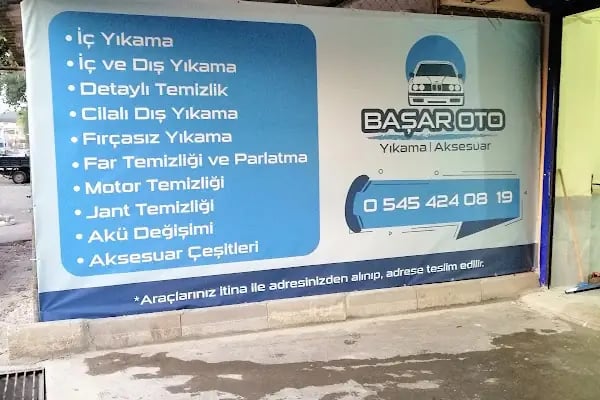 • İç Yıkama
• İç ve Dış Yıkama
• Detaylı Temizlik
• Cilalı Dış Yıkama
• Fırçasız Yıkama
• Far Temizliği ve Parlatma
• Motor Temizliği
• Jant Temizliği
• Akü Değişimi
• Aksesuar Çeşitleri
BAŞAR OTO
Yıkama | Aksesuar
0 545 424 08 19
*Araçlarınız itina ile adresinizden alınıp, adrese teslim edilir.